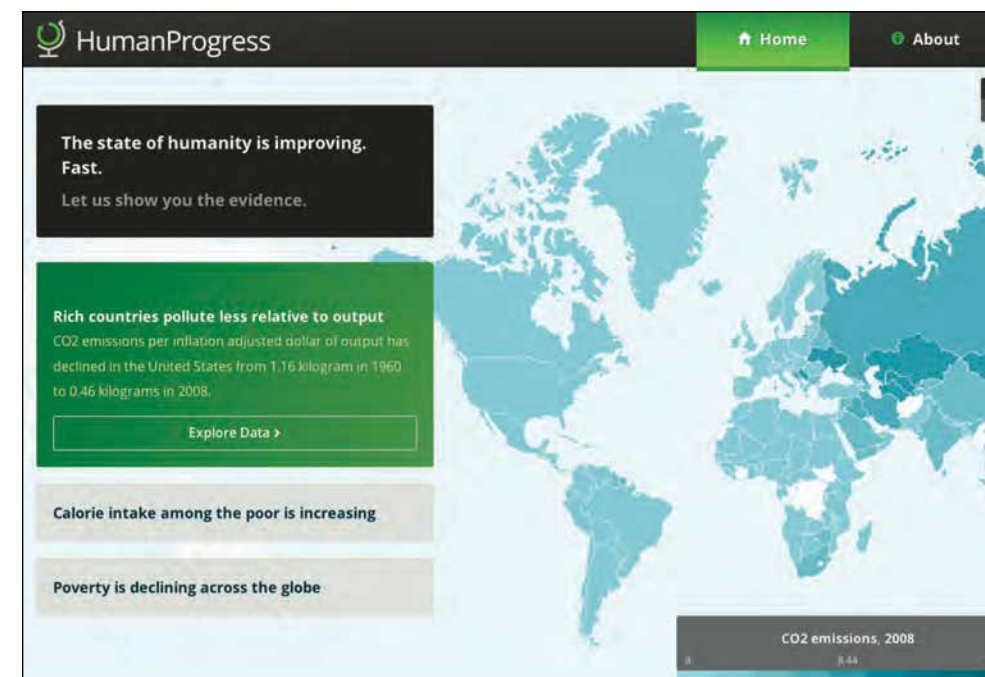 HumanProgress
Home
About
The state of humanity is improving.
Fast.
Let us show you the evidence.
Rich countries pollute less relative to output
CO2 emissions per inflation adjusted dollar of output has
declined in the United States from 1.16 kilogram in 1960
to 0.46 kilograms in 2008.
Explore Data >
Calorie intake among the poor is increasing
Poverty is declining across the globe
CO2 emissions, 2008
0 8.44